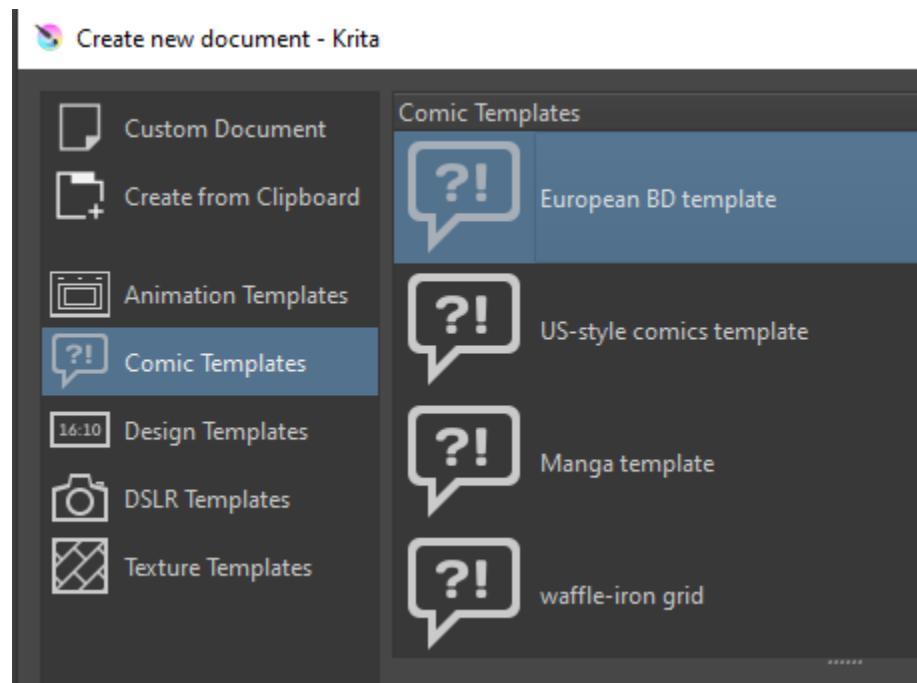 Create new document - Krita
Custom Document
Create from Clipboard
Animation Templates
?!
Comic Templates
16:10
Design Templates
DSLR Templates
Texture Templates
Comic Templates
?!
European BD template
?!
US-style comics template
?!
Manga template
?!
waffle-iron grid